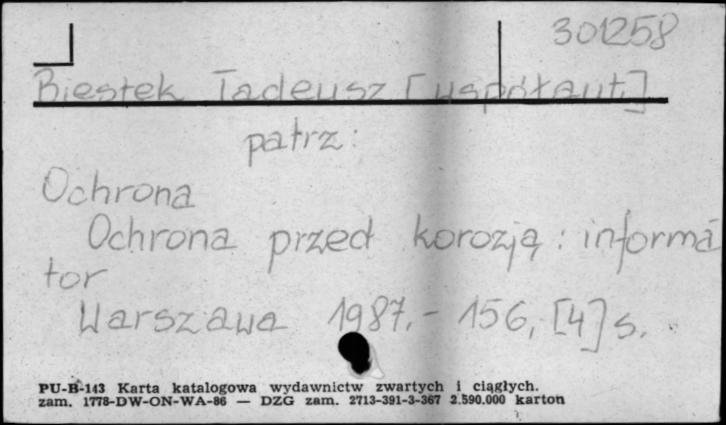 301258
Biestek Tadeusz [współaut.]
patrz:
Ochrona
Ochrona przed korozją : informa
tor
Warszawa 1987.- 156, [4] s.
PU-B-143 Karta katalogowa wydawnictw zwartych i ciągłych.
zam. 1778-DW-ON-WA-86 — DZG zam. 2713-391-3-367 2.590.000 karton